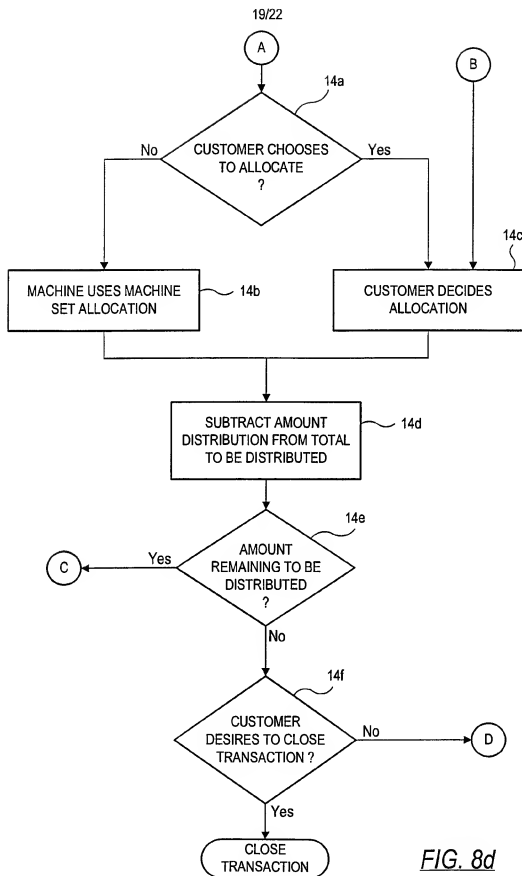 19/22
A
B
14a
CUSTOMER CHOOSES
TO ALLOCATE
?
No
Yes
14c
MACHINE USES MACHINE
SET ALLOCATION
14b
CUSTOMER DECIDES
ALLOCATION
SUBTRACT AMOUNT
DISTRIBUTION FROM TOTAL
TO BE DISTRIBUTED
14d
14e
AMOUNT
REMAINING TO BE
DISTRIBUTED
?
Yes
C
No
14f
CUSTOMER
DESIRES TO CLOSE
TRANSACTION ?
No
D
Yes
CLOSE
TRANSACTION
FIG. 8d